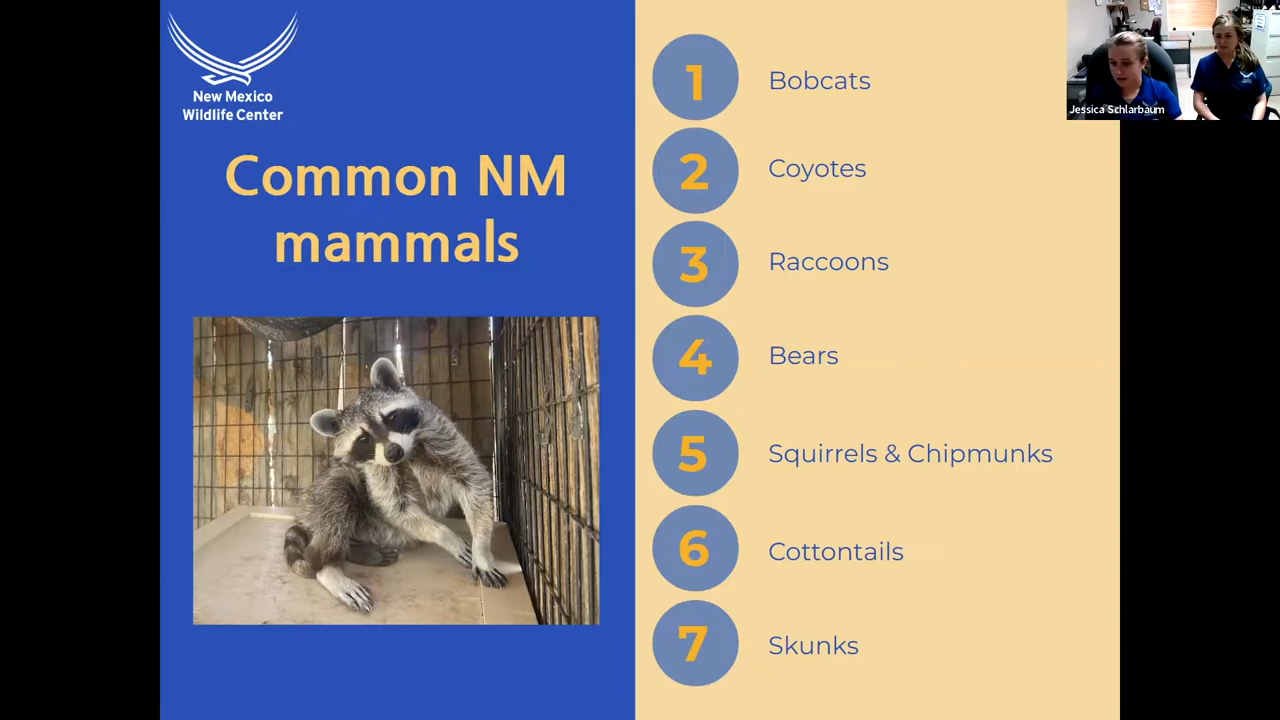 New Mexico
Wildlife Center
Common NM
mammals
1 Bobcats
2 Coyotes
3 Raccoons
4 Bears
5 Squirrels & Chipmunks
6 Cottontails
7 Skunks
Jessica Schlarbaum